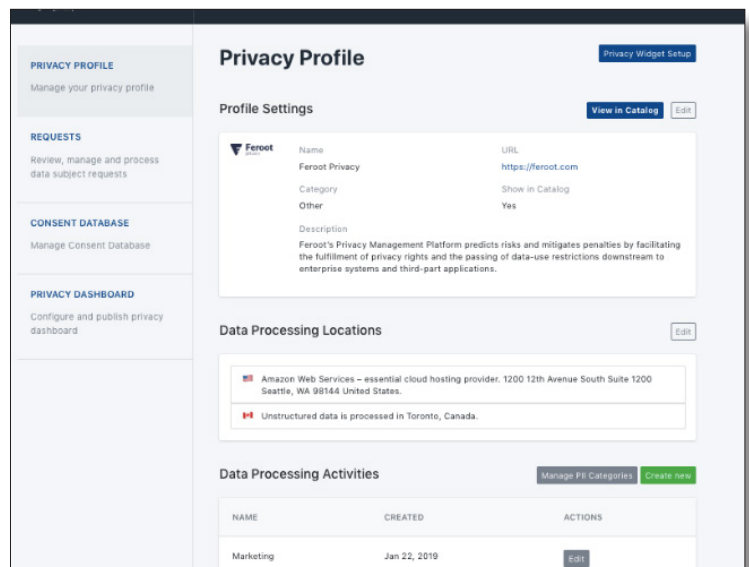 PRIVACY PROFILE
Manage your privacy profile
REQUESTS
Review, manage and process
data subject requests
CONSENT DATABASE
Manage Consent Database
PRIVACY DASHBOARD
Configure and publish privacy
dashboard
Privacy Profile
Privacy Widget Setup
Profile Settings
View in Catalog
Edit
Feroot
Name
URL
Feroot Privacy
https://feroot.com
Category
Show in Catalog
Other
Yes
Description
Feroot's Privacy Management Platform predicts risks and mitigates penalties by facilitating
the fulfillment of privacy rights and the passing of data-use restrictions downstream to
enterprise systems and third-part applications.
Data Processing Locations
Edit
Amazon Web Services – essential cloud hosting provider. 1200 12th Avenue South Suite 1200
Seattle, WA 98144 United States.
Unstructured data is processed in Toronto, Canada.
Data Processing Activities
Manage PII Categories
Create new
NAME
CREATED
ACTIONS
Marketing
Jan 22, 2019
Edit